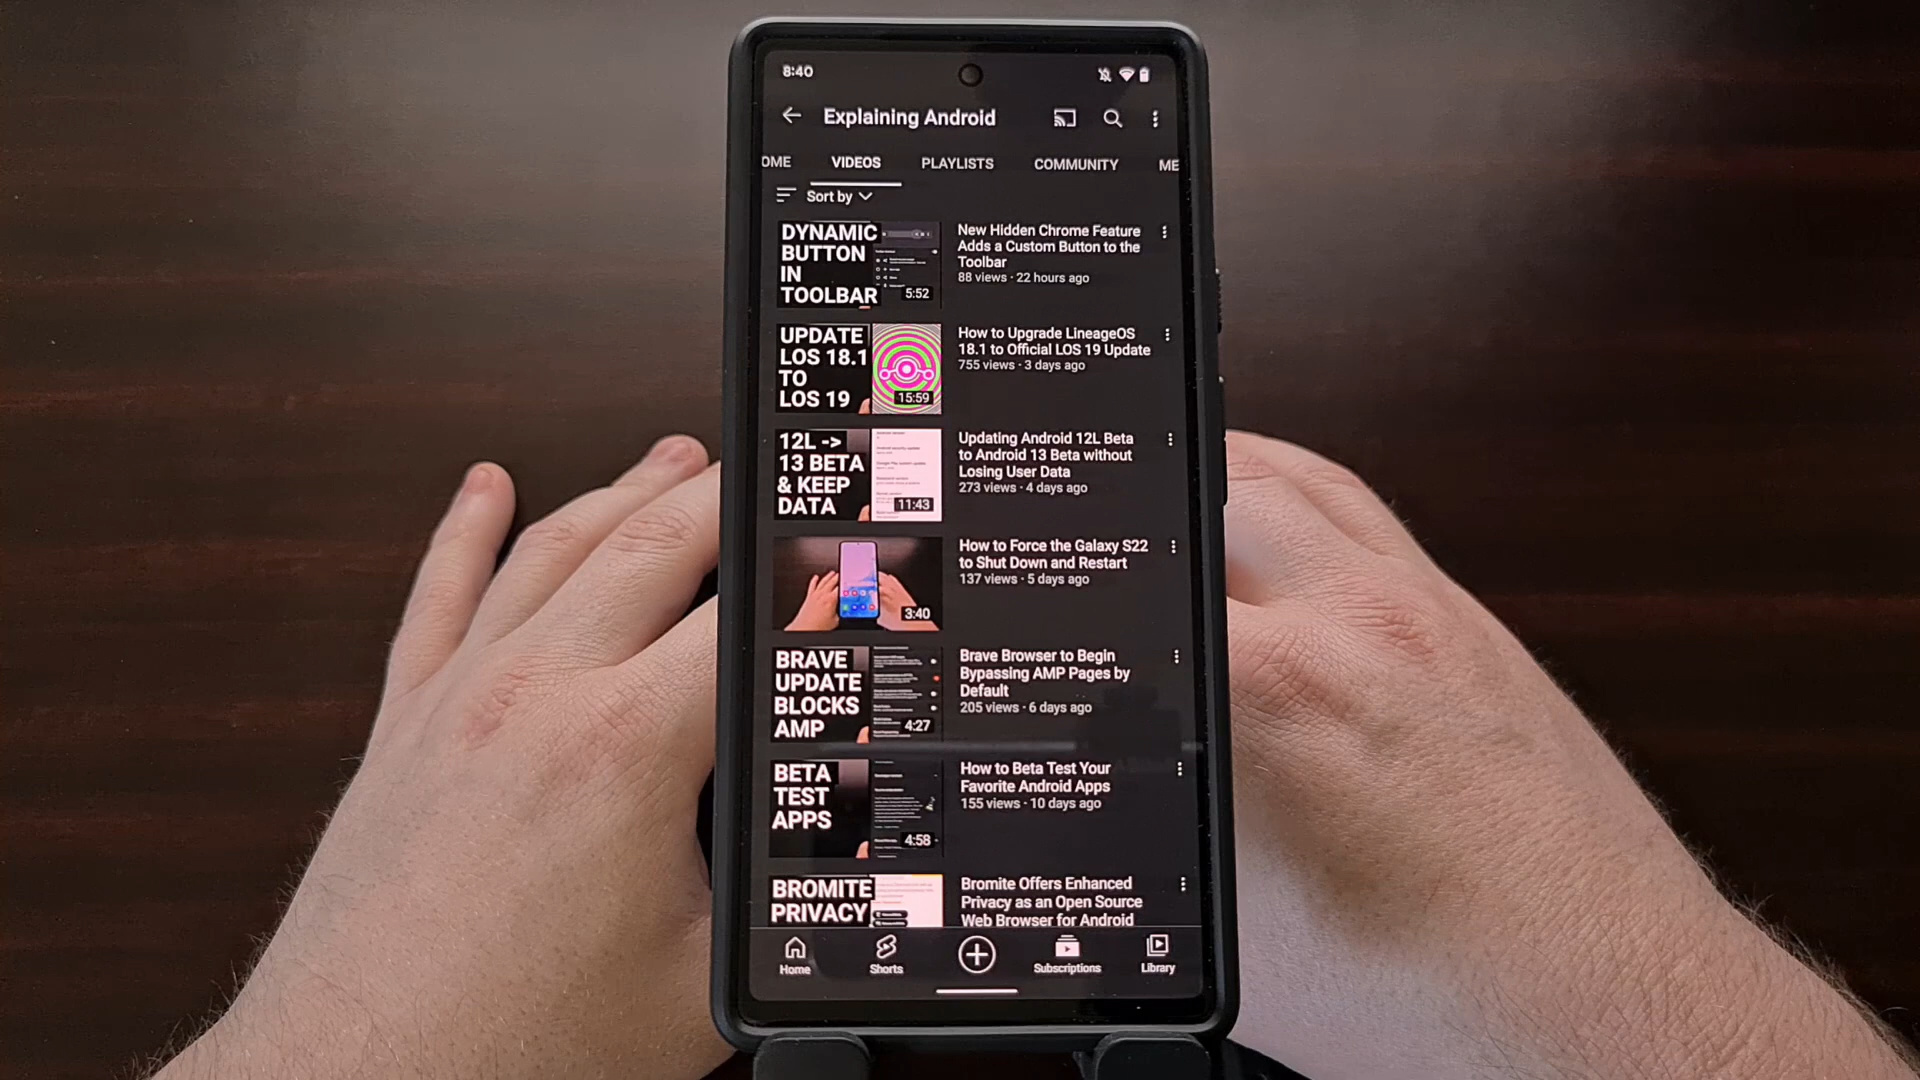 8:40
Explaining Android
OME VIDEOS PLAYLISTS COMMUNITY ME
Sort by
DYNAMIC
BUTTON
IN
TOOLBAR
5:52
New Hidden Chrome Feature
Adds a Custom Button to the
Toolbar
88 views · 22 hours ago
UPDATE
LOS 18.1
TO
LOS 19
15:59
How to Upgrade LineageOS
18.1 to Official LOS 19 Update
755 views · 3 days ago
12L ->
13 BETA
& KEEP
DATA
11:43
Updating Android 12L Beta
to Android 13 Beta without
Losing User Data
273 views · 4 days ago
3:40
How to Force the Galaxy S22
to Shut Down and Restart
137 views · 5 days ago
BRAVE
UPDATE
BLOCKS
AMP
4:27
Brave Browser to Begin
Bypassing AMP Pages by
Default
205 views · 6 days ago
BETA
TEST
APPS
4:58
How to Beta Test Your
Favorite Android Apps
155 views · 10 days ago
BROMITE
PRIVACY
Bromite Offers Enhanced
Privacy as an Open Source
Web Browser for Android
Home Shorts Subscriptions Library